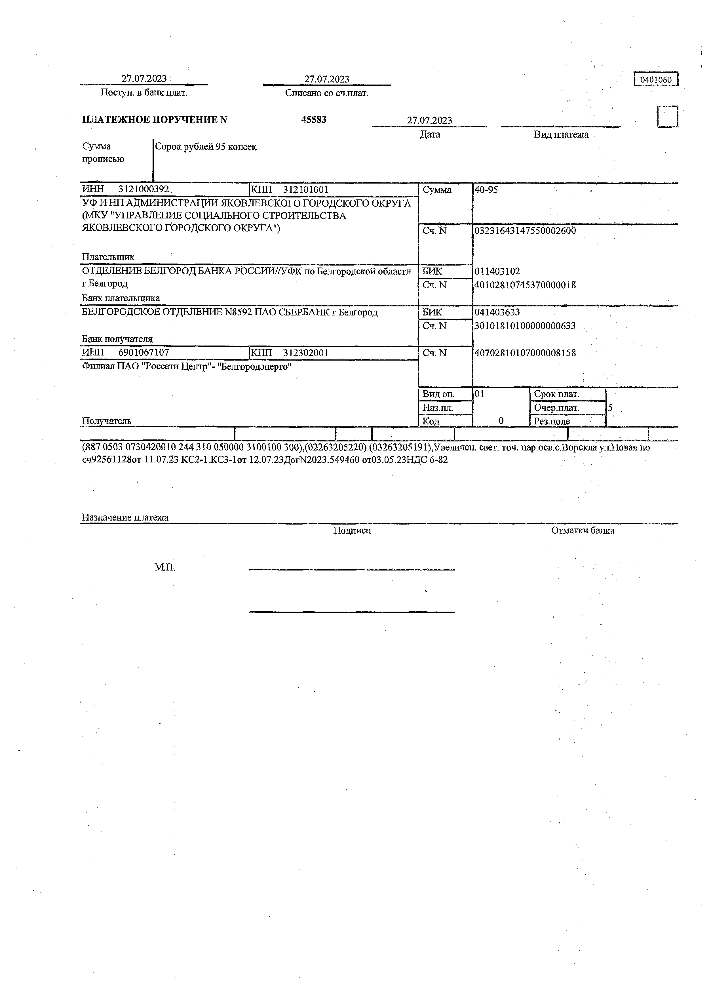 27.07.2023 27.07.2023 0401060
Поступ. в банк плат. Списано со сч.плат.
ПЛАТЕЖНОЕ ПОРУЧЕНИЕ N 45583 27.07.2023
Дата Вид платежа
Сумма Сорок рублей 95 копеек
прописью
ИНН 3121000392 КПП 312101001 Сумма 40-95
УФ И НП АДМИНИСТРАЦИИ ЯКОВЛЕВСКОГО ГОРОДСКОГО ОКРУГА
(МКУ "УПРАВЛЕНИЕ СОЦИАЛЬНОГО СТРОИТЕЛЬСТВА
ЯКОВЛЕВСКОГО ГОРОДСКОГО ОКРУГА") Сч. N 03231643147550002600
Плательщик
ОТДЕЛЕНИЕ БЕЛГОРОД БАНКА РОССИИ//УФК по Белгородской области БИК 011403102
г Белгород Сч. N 40102810745370000018
Банк плательщика
БЕЛГОРОДСКОЕ ОТДЕЛЕНИЕ N8592 ПАО СБЕРБАНК г Белгород БИК 041403633
Сч. N 30101810100000000633
Банк получателя
ИНН 6901067107 КПП 312302001 Сч. N 40702810107000008158
Филиал ПАО "Россети Центр"- "Белгородэнерго"
Вид оп. 01 Срок плат.
Наз.пл. Очер.плат. 5
Получатель Код 0 Рез.поле
(887 0503 0730420010 244 310 050000 3100100 300),(02263205220).(03263205191),Увеличен. свет. точ. нар.осв.с.Ворскла ул.Новая по
сч92561128от 11.07.23 КС2-1.КС3-1от 12.07.23ДогN2023.549460 от03.05.23НДС 6-82
Назначение платежа
Подписи Отметки банка
М.П.